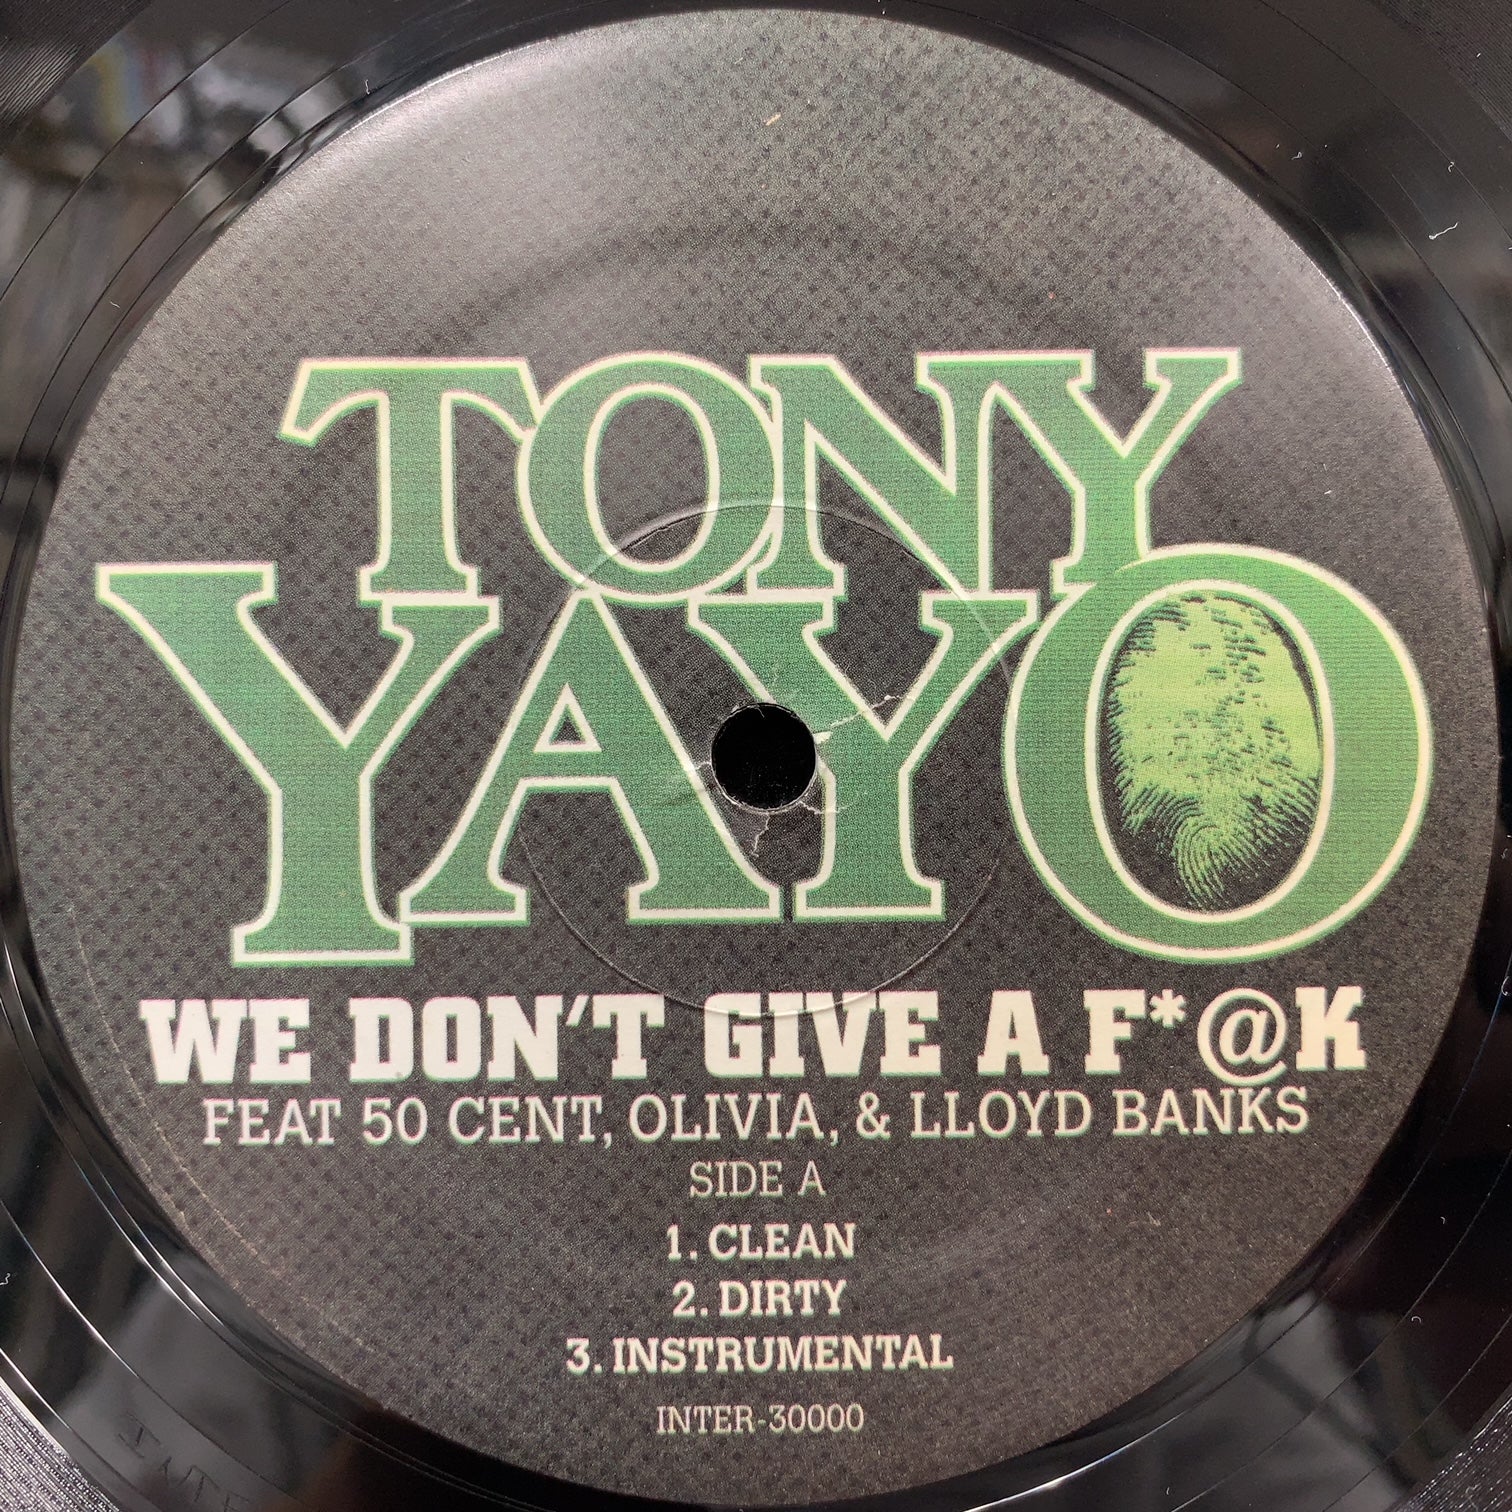 TONY
YAYO
WE DON'T GIVE A F*@K
FEAT 50 CENT, OLIVIA, & LLOYD BANKS
SIDE A
1. CLEAN
2. DIRTY
3. INSTRUMENTAL
INTER-30000